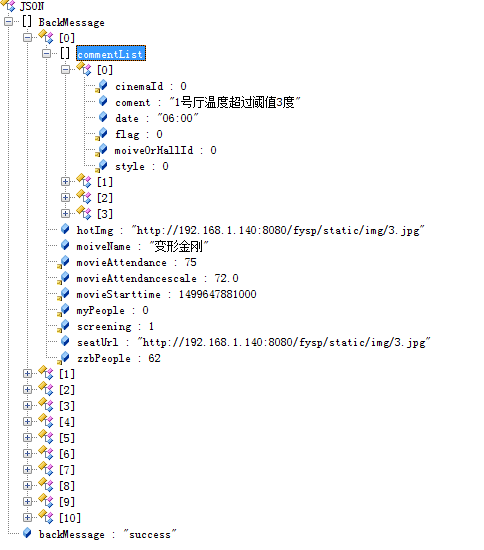 JSON
[] BackMessage
[0]
[] commentList
[0]
cinemaId : 0
coment : "1号厅温度超过阈值3度"
date : "06:00"
flag : 0
moiveOrHallId : 0
style : 0
[1]
[2]
[3]
hotImg : "http://192.168.1.140:8080/fysp/static/img/3.jpg"
moiveName : "变形金刚"
movieAttendance : 75
movieAttendancescale : 72.0
movieStarttime : 1499647881000
myPeople : 0
screening : 1
seatUrl : "http://192.168.1.140:8080/fysp/static/img/3.jpg"
zzbPeople : 62
[1]
[2]
[3]
[4]
[5]
[6]
[7]
[8]
[9]
[10]
backMessage : "success"